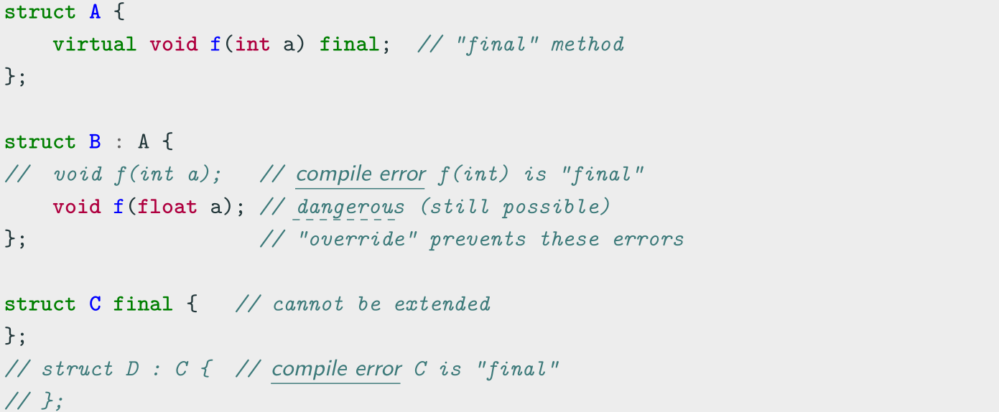 struct A {
    virtual void f(int a) final;  // "final" method
};

struct B : A {
//  void f(int a);   // compile error f(int) is "final"
    void f(float a); // dangerous (still possible)
};                   // "override" prevents these errors

struct C final {   // cannot be extended
};
// struct D : C {  // compile error C is "final"
// };